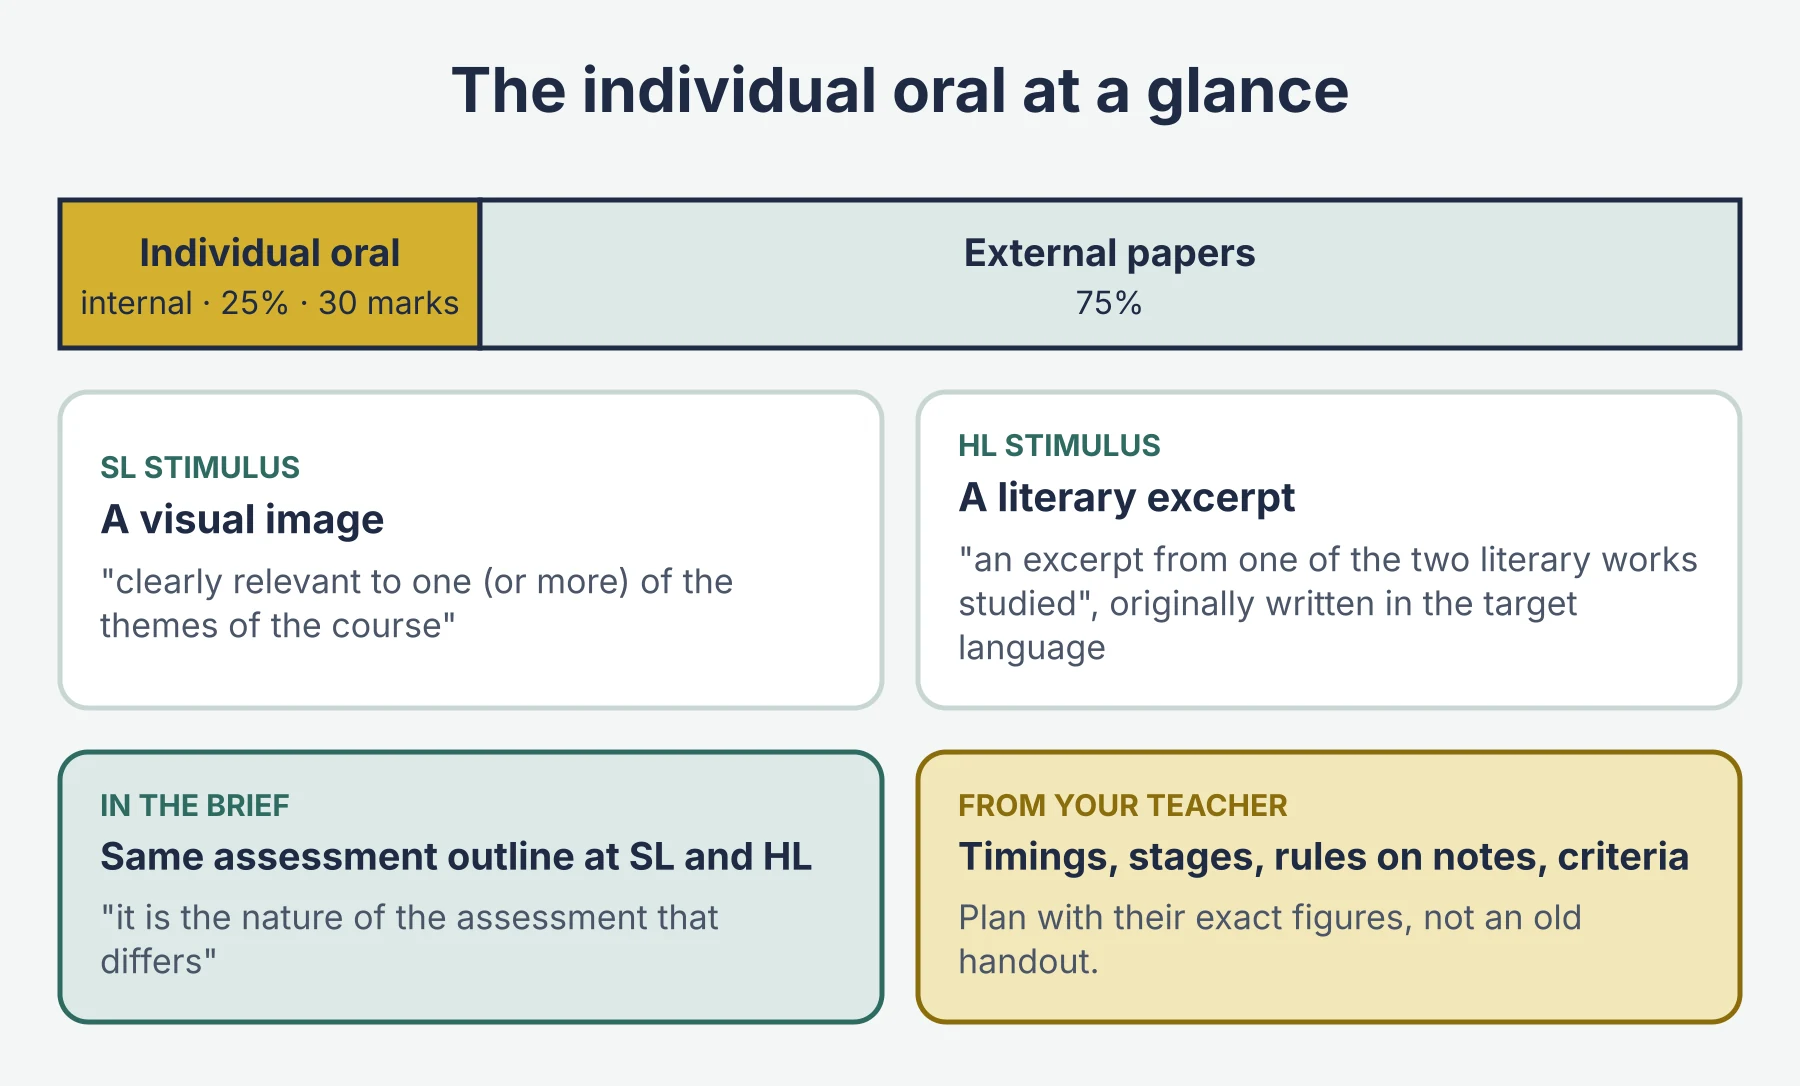 The individual oral at a glance
Individual oral
internal · 25% · 30 marks
External papers
75%
SL STIMULUS
A visual image
"clearly relevant to one (or more) of the
themes of the course"
HL STIMULUS
A literary excerpt
"an excerpt from one of the two literary works
studied", originally written in the target
language
IN THE BRIEF
Same assessment outline at SL and HL
"it is the nature of the assessment that
differs"
FROM YOUR TEACHER
Timings, stages, rules on notes, criteria
Plan with their exact figures, not an old
handout.